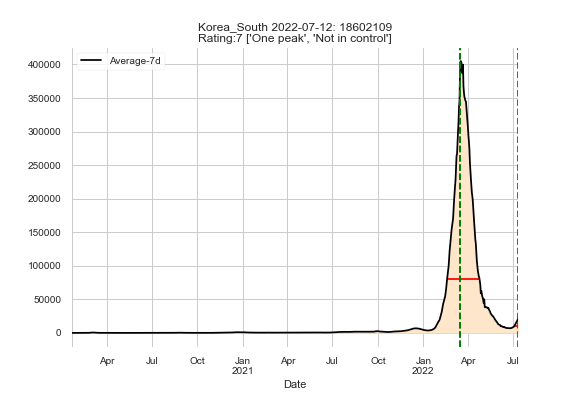 Korea_South 2022-07-12: 18602109
Rating:7 ['One peak', 'Not in control']
Average-7d
400000
350000
300000
250000
200000
150000
100000
50000
0
Apr Jul Oct Jan Apr Jul Oct Jan Apr Jul
2021 2022
Date